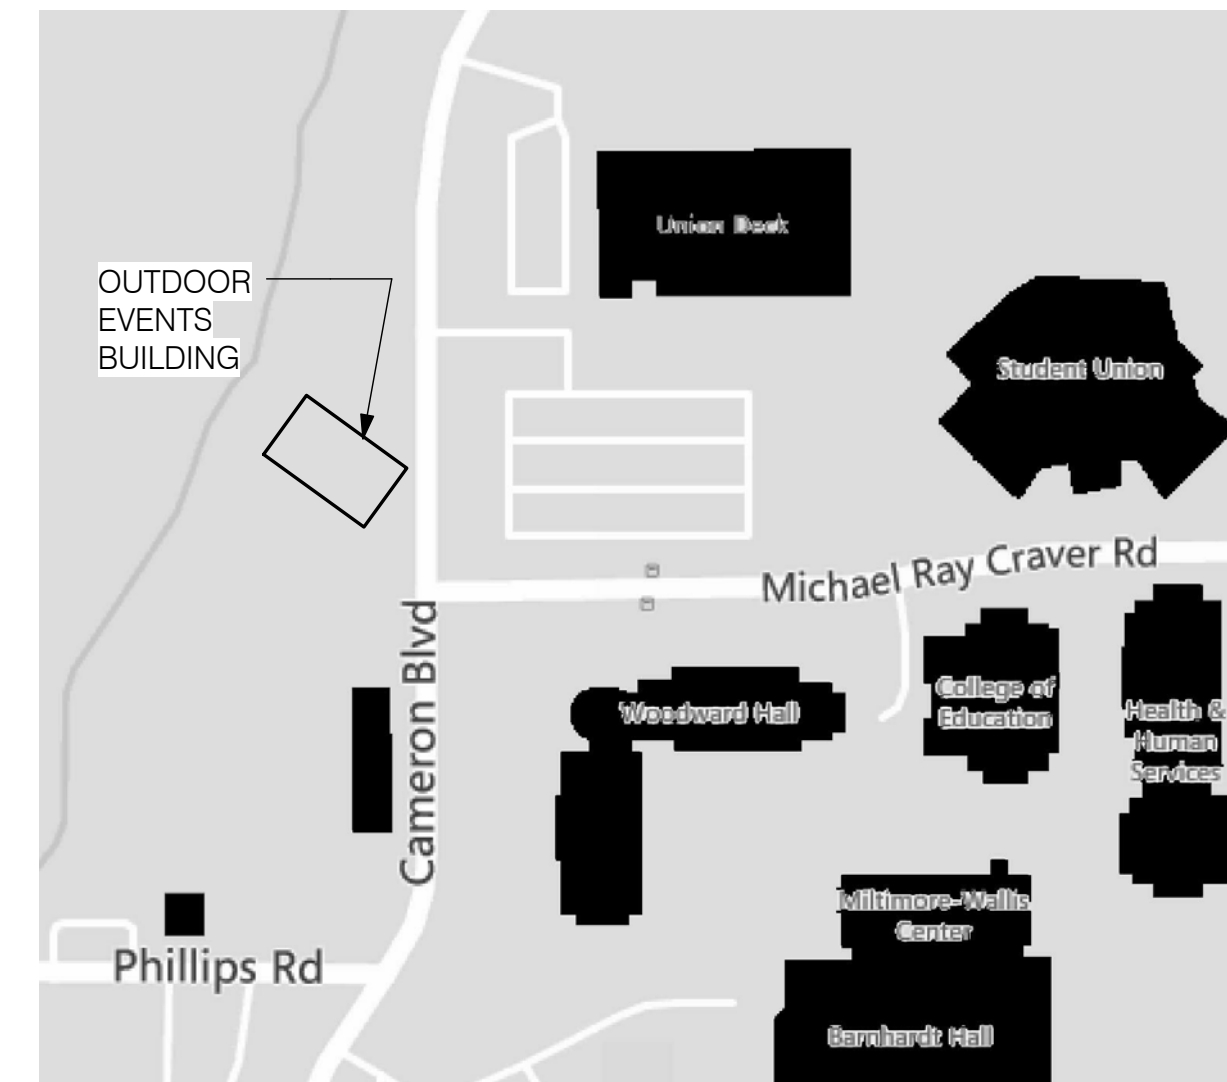 Union Deck
OUTDOOR
EVENTS
BUILDING
Student Union
Michael Ray Craver Rd
Cameron Blvd
College of
Education
Woodward Hall
Health &
Human
Services
Miltimore-Wallis
Center
Phillips Rd
Barnhardt Hall